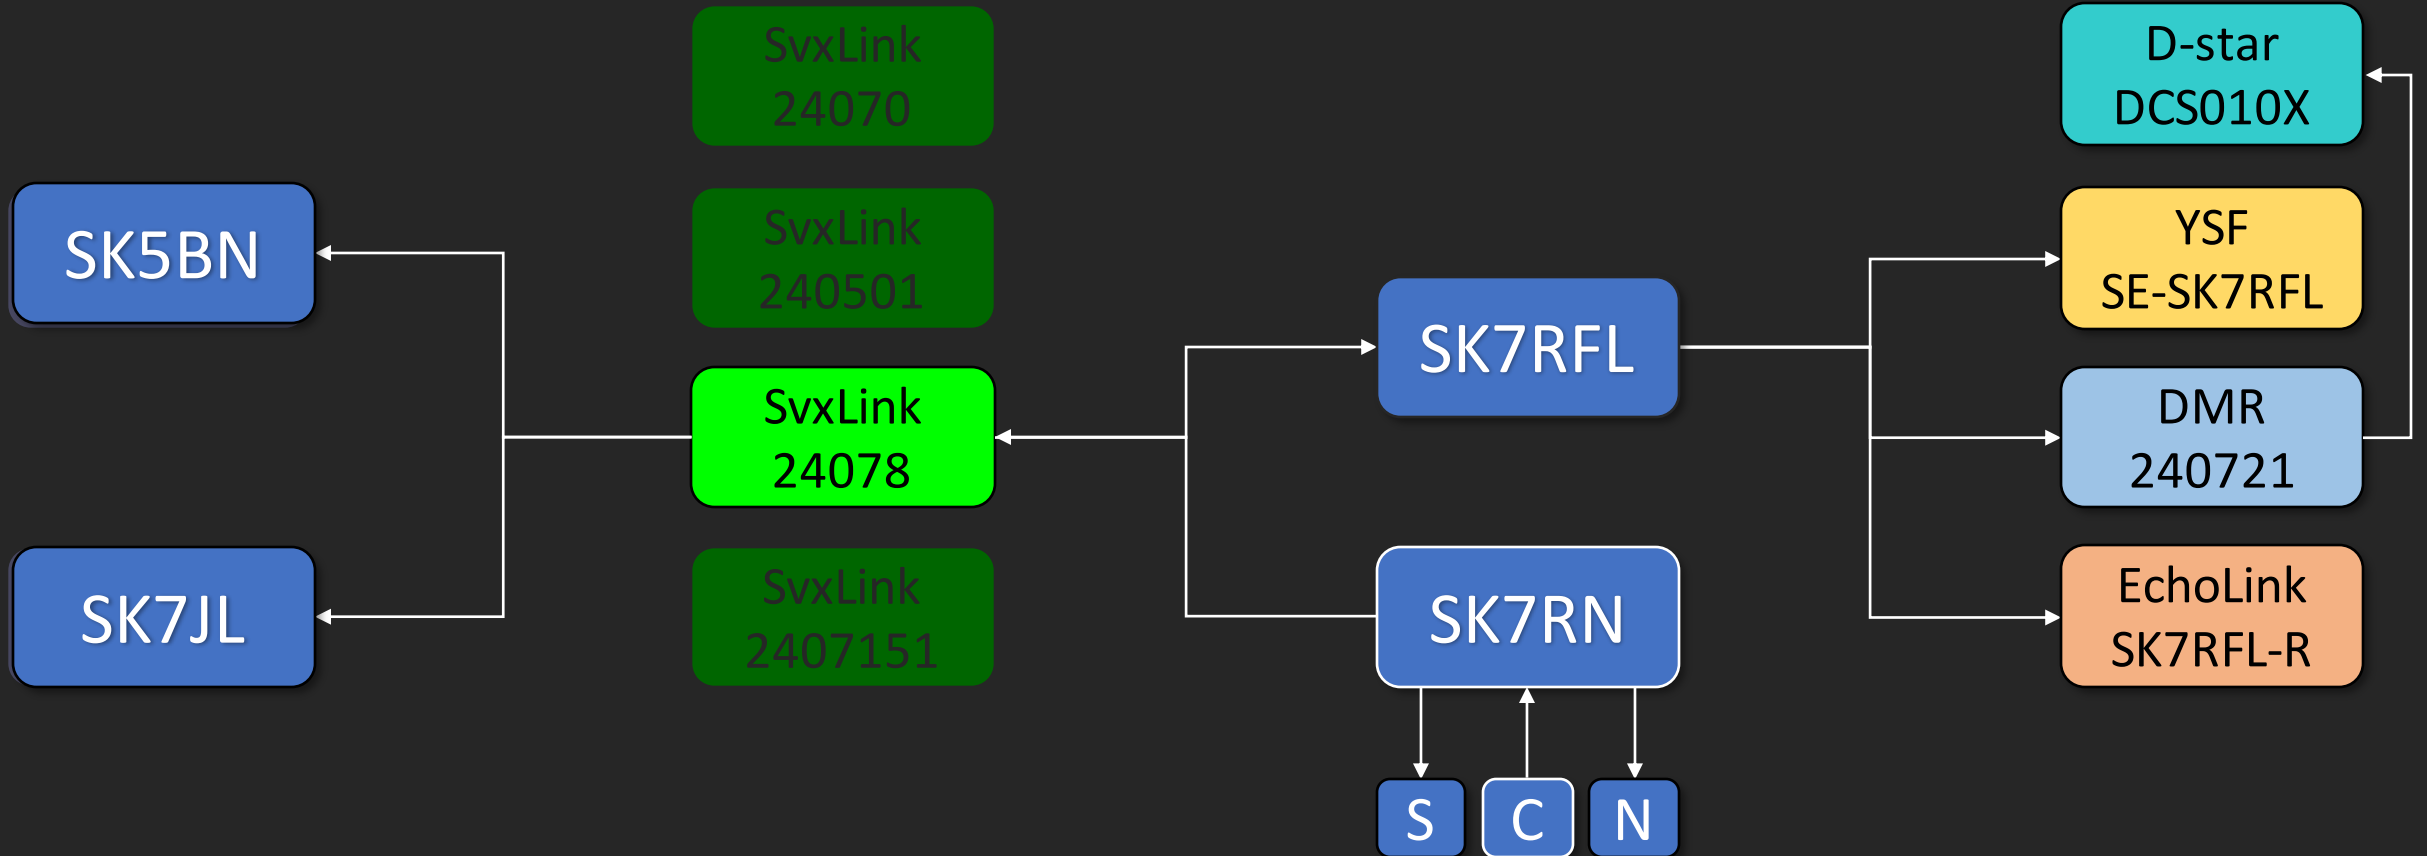 SvxLink
24070
D-star
DCS010X
SK5BN
SvxLink
240501
YSF
SE-SK7RFL
SK7RFL
SvxLink
24078
DMR
240721
SK7JL
SvxLink
2407151
SK7RN
EchoLink
SK7RFL-R
S
C
N